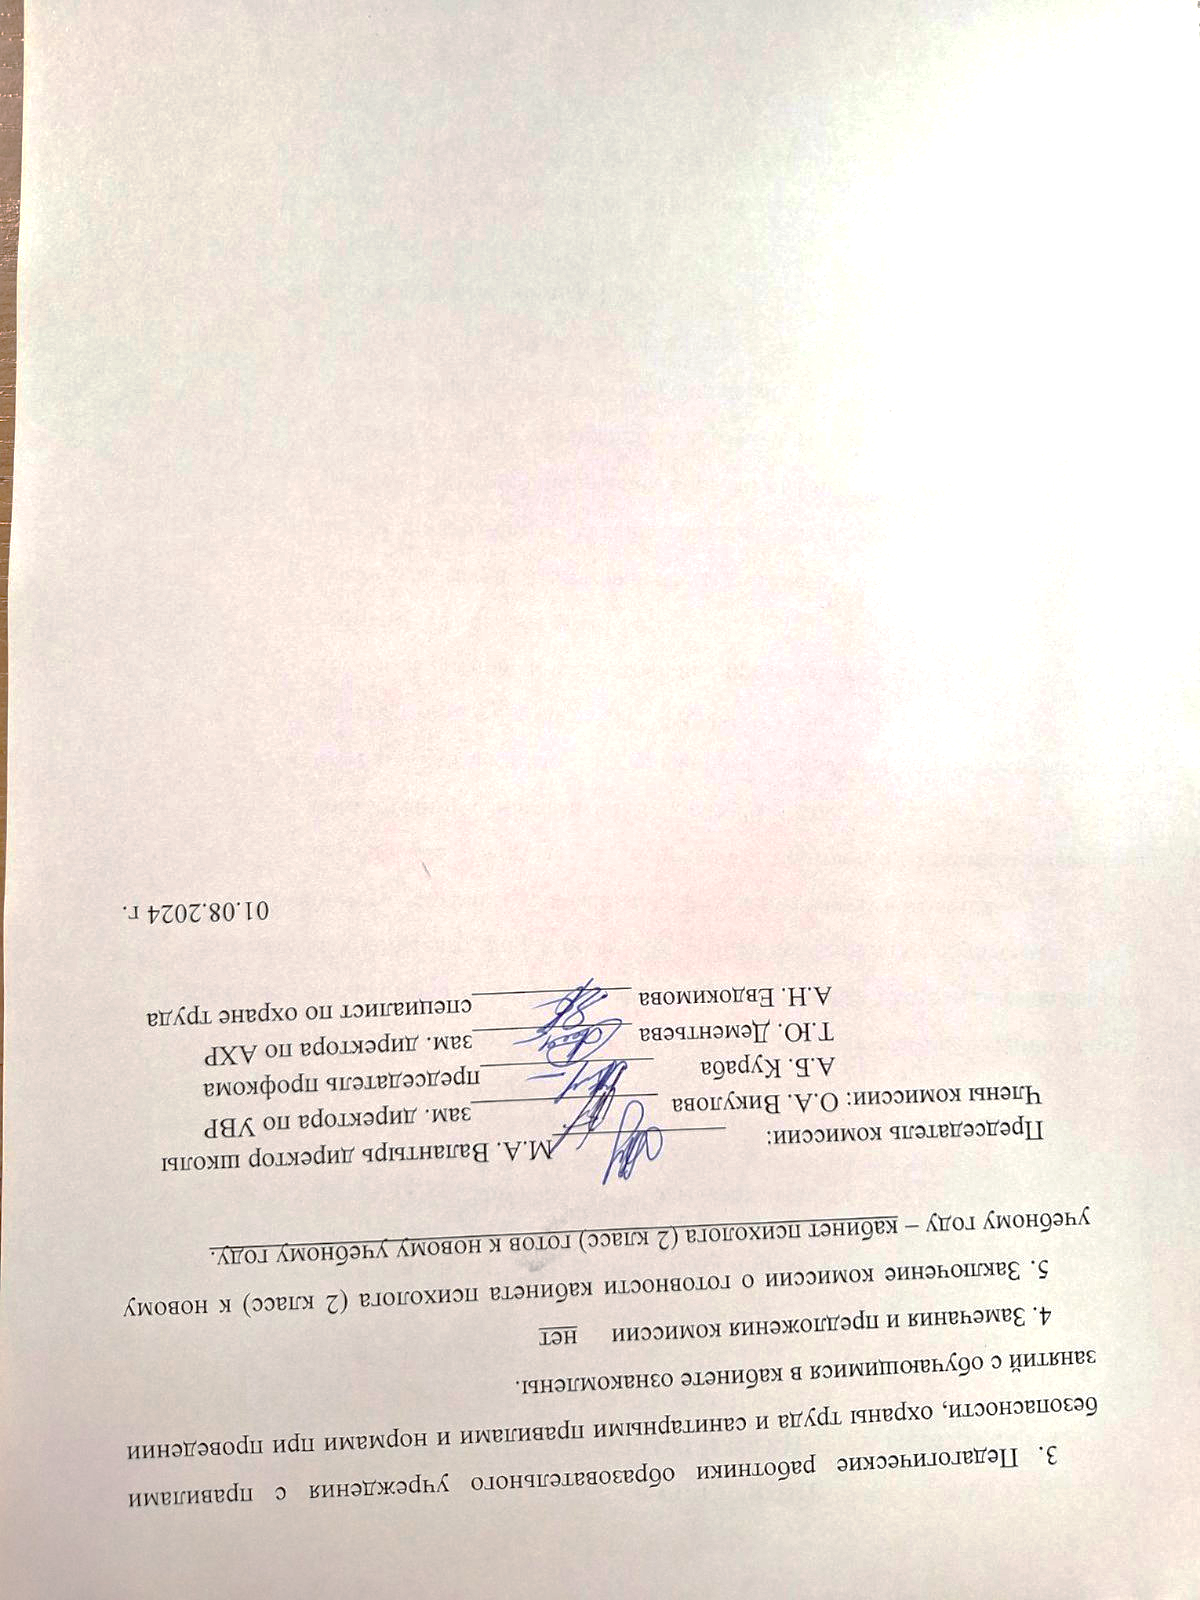 3. Педагогические работники образовательного учреждения с правилами
безопасности, охраны труда и санитарными правилами и нормами при проведении
занятий с обучающимися в кабинете ознакомлены.
4. Замечания и предложения комиссии нет
5. Заключение комиссии о готовности кабинета психолога (2 класс) к новому
учебному году – кабинет психолога (2 класс) готов к новому учебному году.
Председатель комиссии: М.А. Валантырь директор школы
Члены комиссии: О.А. Викулова зам. директора по УВР
А.Б. Кураба председатель профкома
Т.Ю. Дементьева зам. директора по АХР
А.Н. Евдокимова специалист по охране труда
01.08.2024 г.